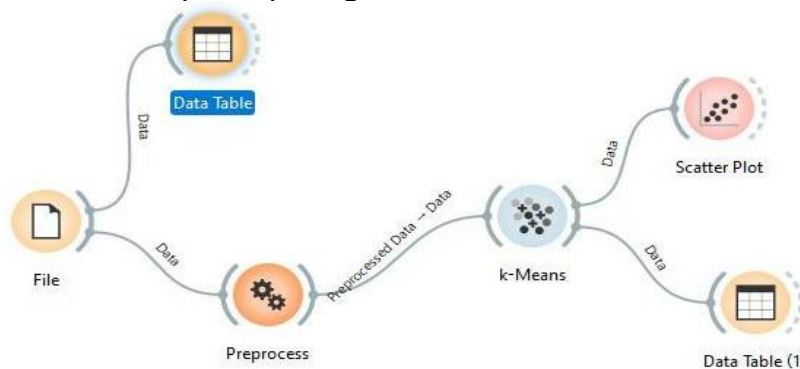 Data Table
Data
File
Data
Preprocess
Preprocessed Data → Data
k-Means
Data
Scatter Plot
Data
Data Table (1